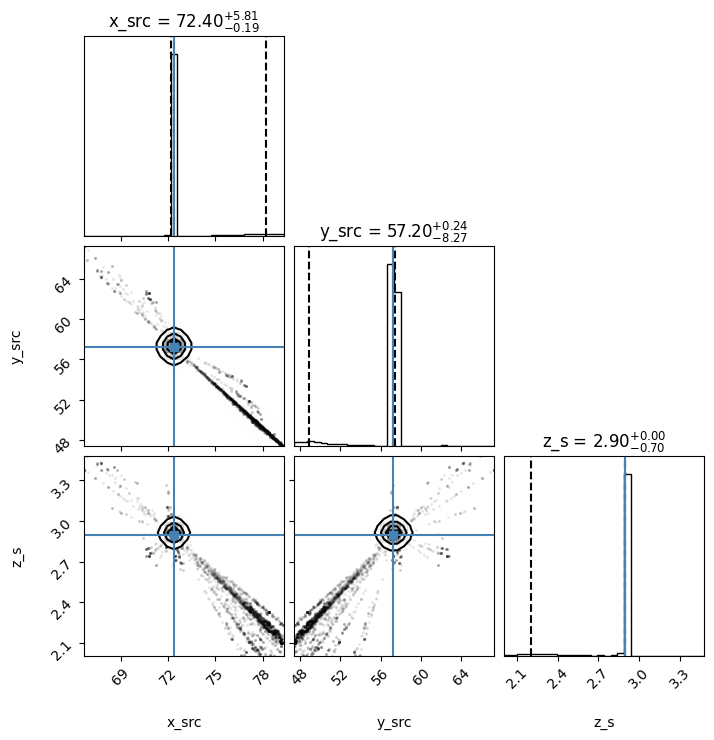 x_src = 72.40+5.81−0.19
y_src = 57.20+0.24−8.27
64
60
56
52
48
y_src
z_s = 2.90+0.00−0.70
3.3
3.0
2.7
2.4
2.1
z_s
69 72 75 78
48 52 56 60 64
2.1 2.4 2.7 3.0 3.3
x_src y_src z_s